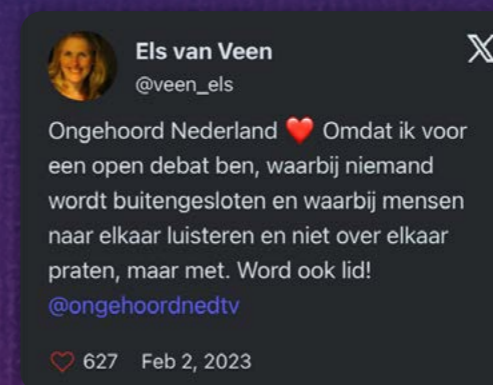 Els van Veen
@veen_els
Ongehoord Nederland ❤️ Omdat ik voor
een open debat ben, waarbij niemand
wordt buitengesloten en waarbij mensen
naar elkaar luisteren en niet over elkaar
praten, maar met. Word ook lid!
@ongehoordnedtv
627 Feb 2, 2023